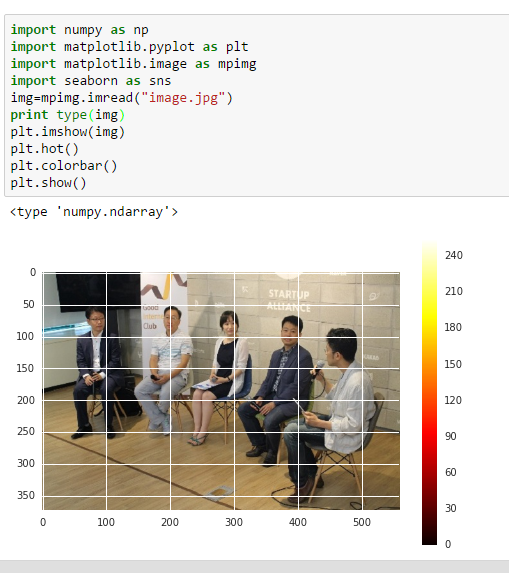 import numpy as np
import matplotlib.pyplot as plt
import matplotlib.image as mpimg
import seaborn as sns
img=mpimg.imread("image.jpg")
print type(img)
plt.imshow(img)
plt.hot()
plt.colorbar()
plt.show()
<type 'numpy.ndarray'>
0
50
100
150
200
250
300
350
0
100
200
300
400
500
Good
Club
STARTUP
ALLIANCE
240
210
180
150
120
90
60
30
0